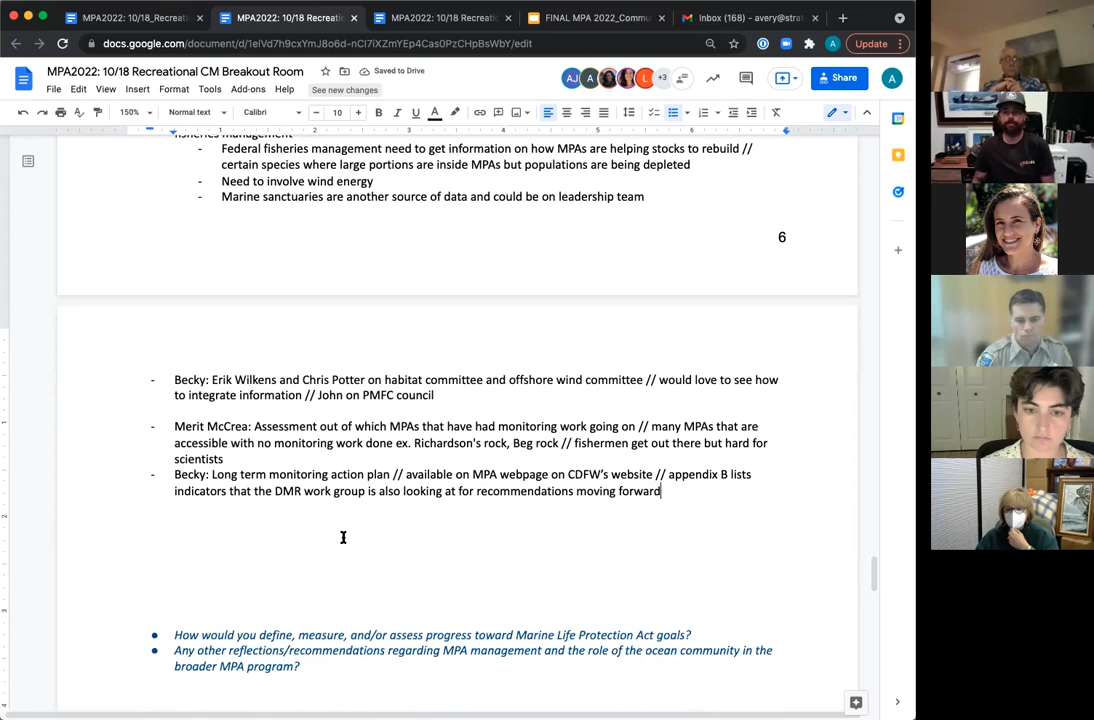 MPA2022: 10/18_Recreati
MPA2022: 10/18 Recreatio
MPA2022: 10/18 Recreatio
FINAL MPA 2022_Commu
Inbox (168) – avery@strat
docs.google.com/document/d/1elVd7h9cxYmJ8o6d-nCl7iXZmYEp4Cas0PzCHpBsWbY/edit
Update
MPA2022: 10/18 Recreational CM Breakout Room
Saved to Drive
File Edit View Insert Format Tools Add-ons Help
See new changes
AJ A L +3
Share
A
150% Normal text Calibri 10
fisheries management
- Federal fisheries management need to get information on how MPAs are helping stocks to rebuild //
certain species where large portions are inside MPAs but populations are being depleted
- Need to involve wind energy
- Marine sanctuaries are another source of data and could be on leadership team
6
- Becky: Erik Wilkens and Chris Potter on habitat committee and offshore wind committee // would love to see how
to integrate information // John on PMFC council
- Merit McCrea: Assessment out of which MPAs that have had monitoring work going on // many MPAs that are
accessible with no monitoring work done ex. Richardson's rock, Beg rock // fishermen get out there but hard for
scientists
- Becky: Long term monitoring action plan // available on MPA webpage on CDFW's website // appendix B lists
indicators that the DMR work group is also looking at for recommendations moving forward
● How would you define, measure, and/or assess progress toward Marine Life Protection Act goals?
● Any other reflections/recommendations regarding MPA management and the role of the ocean community in the
broader MPA program?